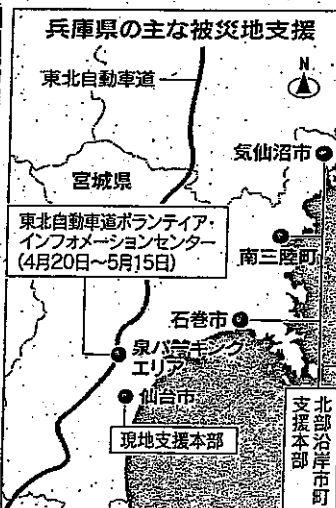 兵庫県の主な被災地支援
東北自動車道
N
気仙沼市
宮城県
東北自動車道ボランティア・
インフォメーションセンター
(4月20日~5月15日)
南三陸町
石巻市
泉パーキング
エリア
仙台市
現地支援本部
北部沿岸市町
支援本部